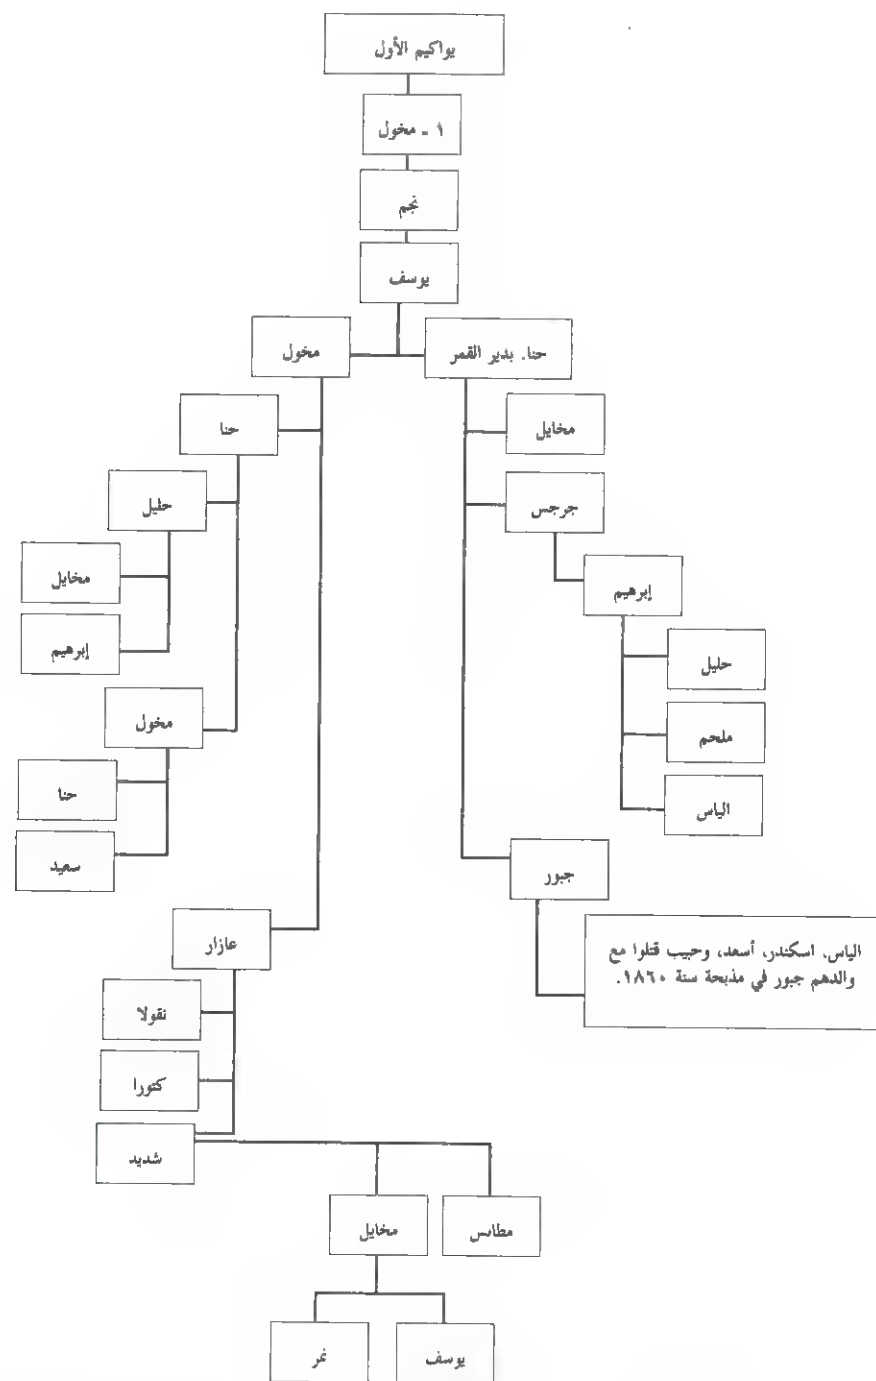 يواكيم الأول
١ - مخول
نجم
يوسف
حنا. بدير القمر
مخول
مخايل
جرجس
إبرهيم
خليل
ملحم
الياس
جبور
الياس. اسكندر، أسعد، وحبيب قتلوا مع
والدهم جبور في مذبحة سنة ١٨٦٠.
حنا
خليل
مخايل
إبرهيم
مخول
حنا
سعيد
عازار
نقولا
كتورا
شديد
مطانس
مخايل
يوسف
نمر